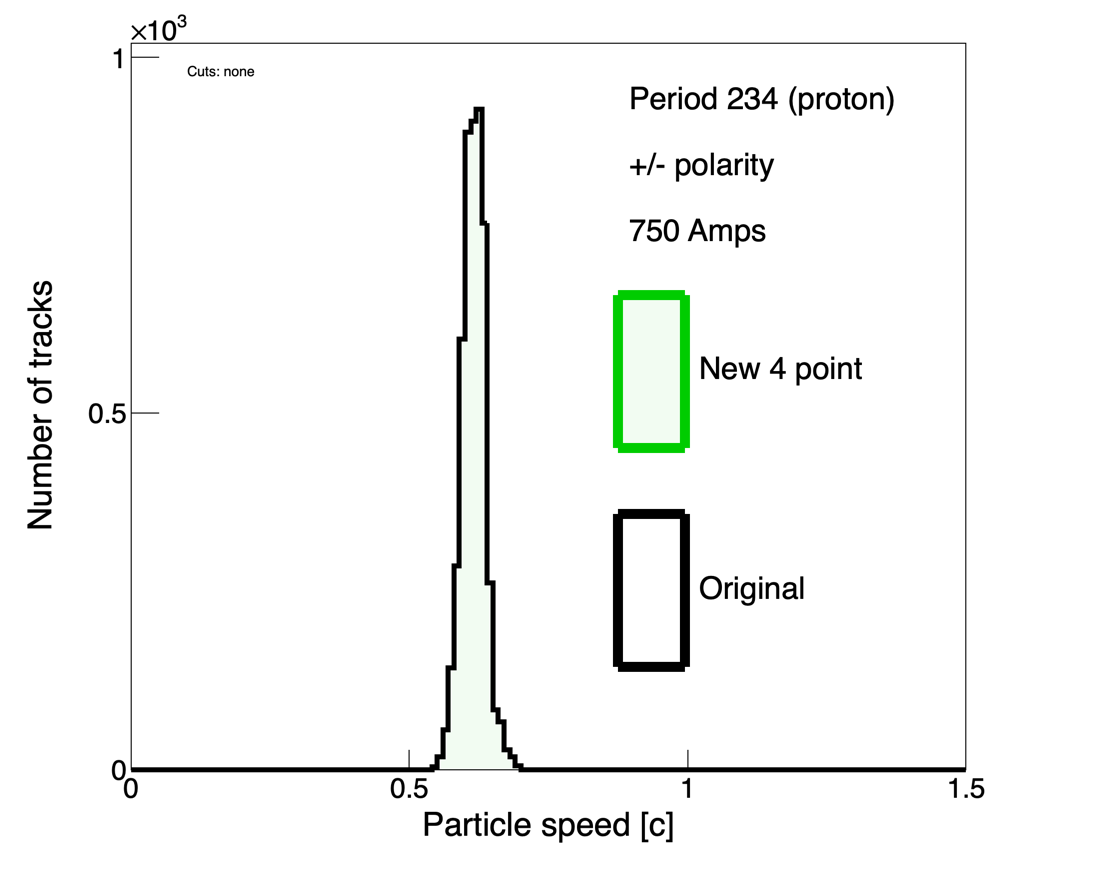 ×10³
1
Cuts: none
Period 234 (proton)
+/- polarity
750 Amps
New 4 point
0.5
Original
0
0
0.5
1
1.5
Number of tracks
Particle speed [c]